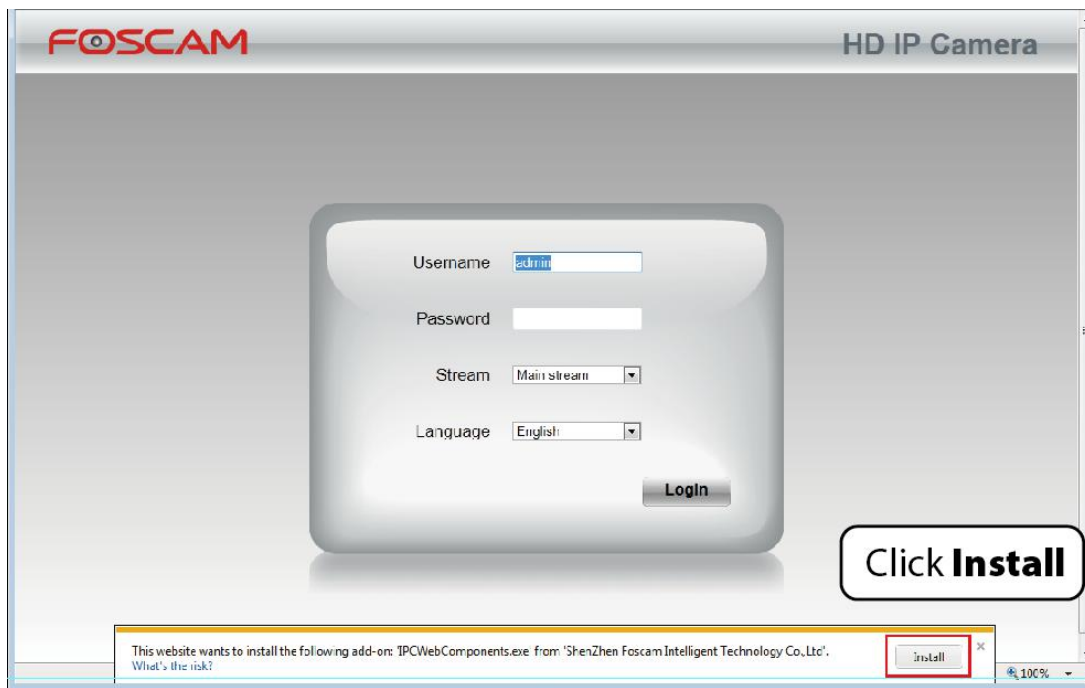 FOSCAM
HD IP Camera
Username admin
Password
Stream Main stream
Language English
Login
Click Install
This website wants to install the following add-on: 'IPCWebComponents.exe' from 'ShenZhen Foscam Intelligent Technology Co.,Ltd'.
What's the risk?
Install
100%